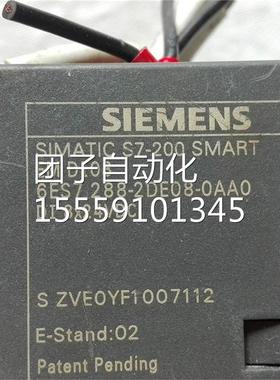 SIEMENS
SIMATIC S7-200 SMART
团子自动化
6ES7 288-2DE08-0AA0
15559101345
S ZVE0YF1007112
E-Stand:02
Patent Pending